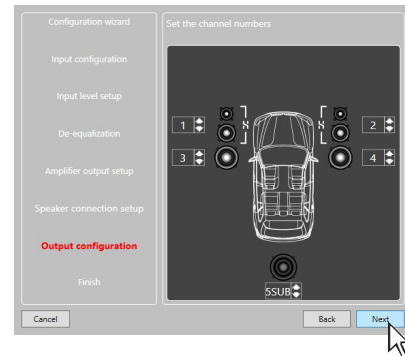 Configuration wizard
Input configuration
Input level setup
De-equalization
Amplifier output setup
Speaker connection setup
Output configuration
Finish
Set the channel numbers
1
2
3
4
5SUB
Cancel
Back
Next